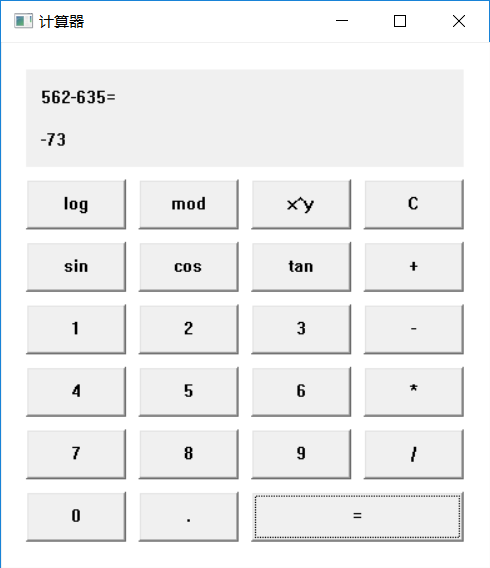 计算器
562-635=
-73
log mod x^y C
sin cos tan +
1 2 3 -
4 5 6 *
7 8 9 /
0 . =